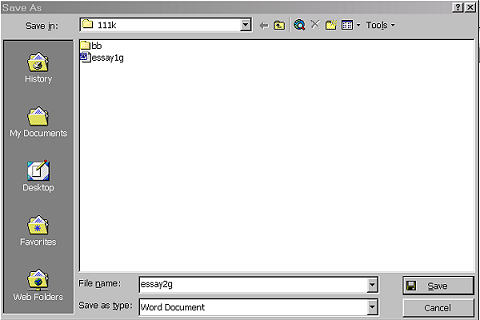 Save As
Save in: 111k Tools
bb
essay1g
History
My Documents
Desktop
Favorites
Web Folders
File name: essay2g Save
Save as type: Word Document Cancel